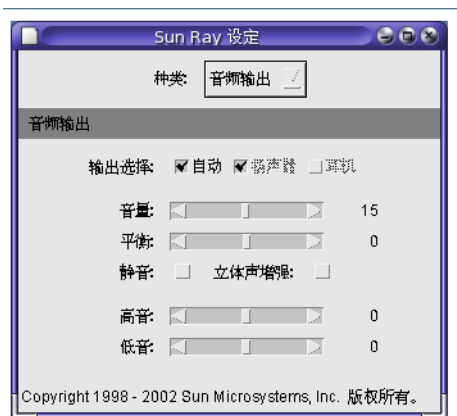 Sun Ray 设定
种类: 音频输出
音频输出
输出选择: 自动 扬声器 耳机
音量: 15
平衡: 0
静音: 立体声增强:
高音: 0
低音: 0
Copyright 1998 - 2002 Sun Microsystems, Inc. 版权所有。